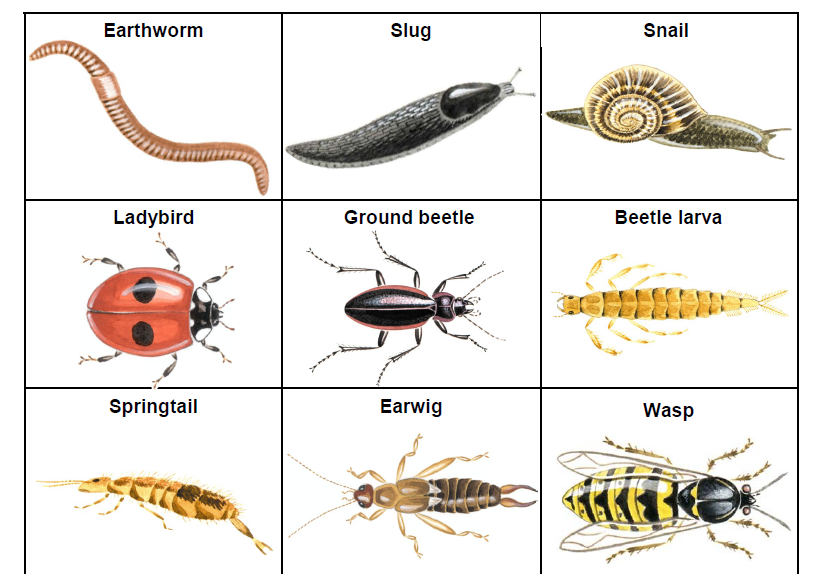 Earthworm
Slug
Snail
Ladybird
Ground beetle
Beetle larva
Springtail
Earwig
Wasp